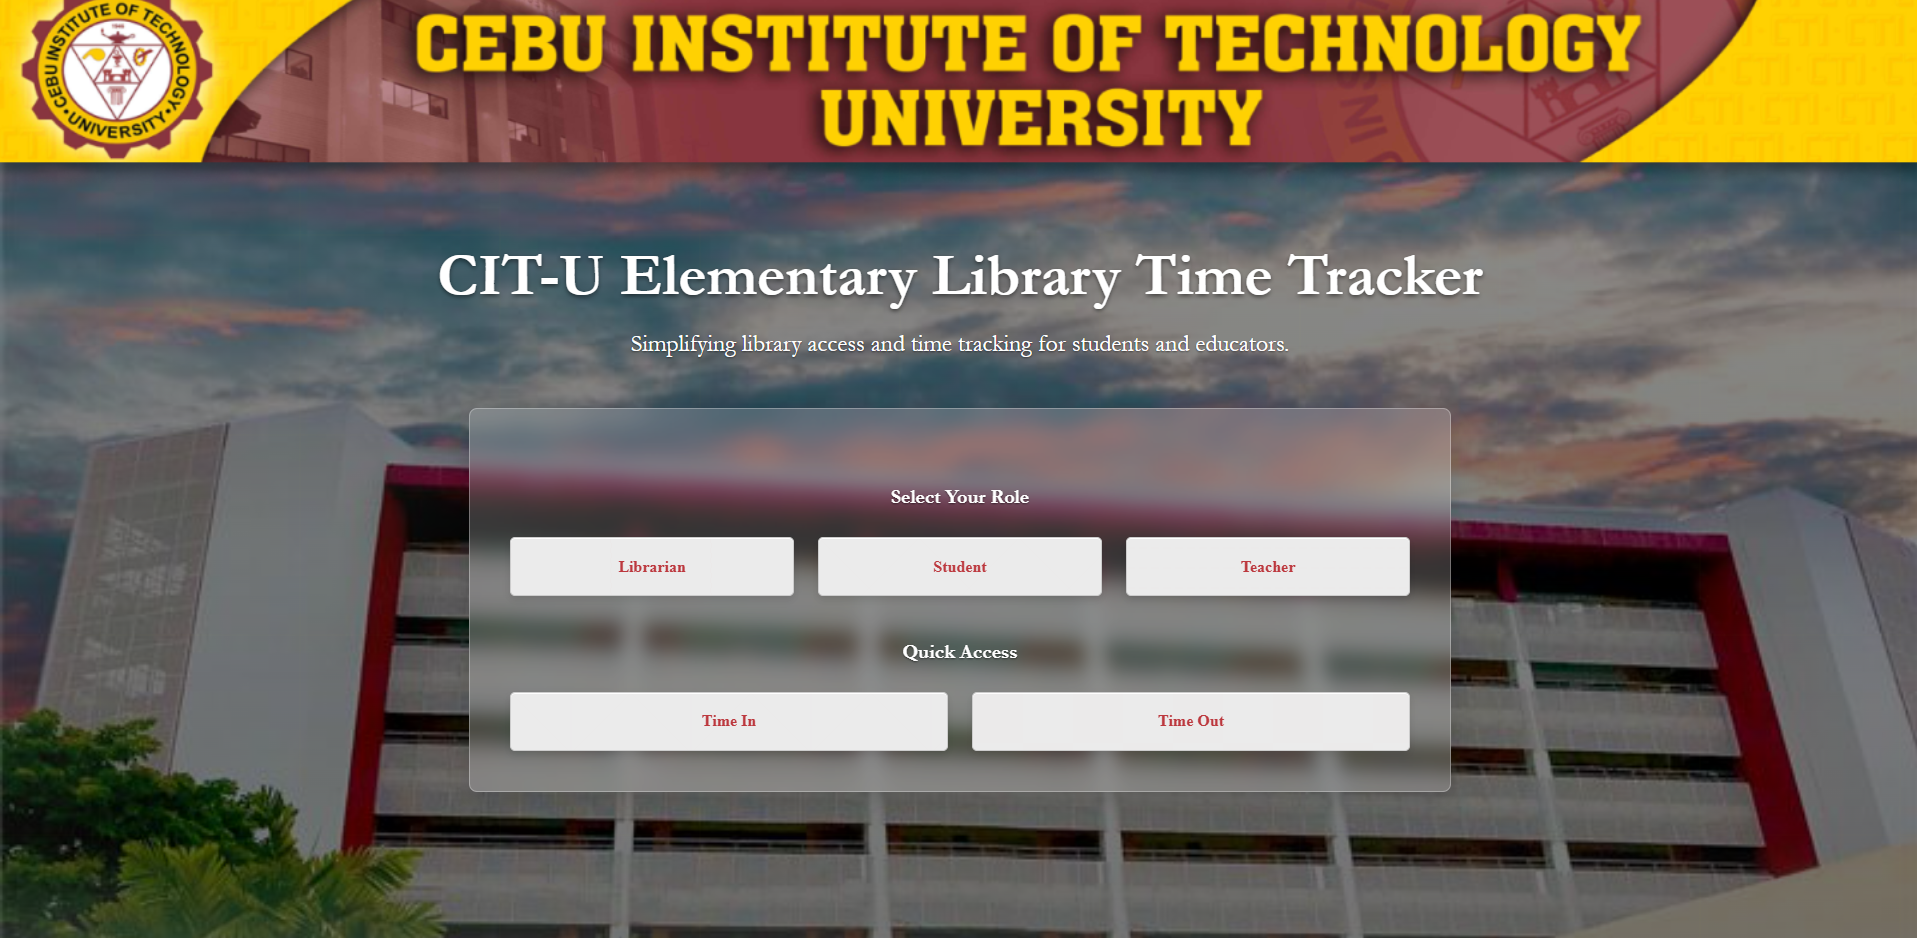 CEBU INSTITUTE OF TECHNOLOGY
UNIVERSITY
CEBU INSTITUTE OF TECHNOLOGY
• UNIVERSITY •
1946
CIT-U Elementary Library Time Tracker
Simplifying library access and time tracking for students and educators.
Select Your Role
Librarian
Student
Teacher
Quick Access
Time In
Time Out